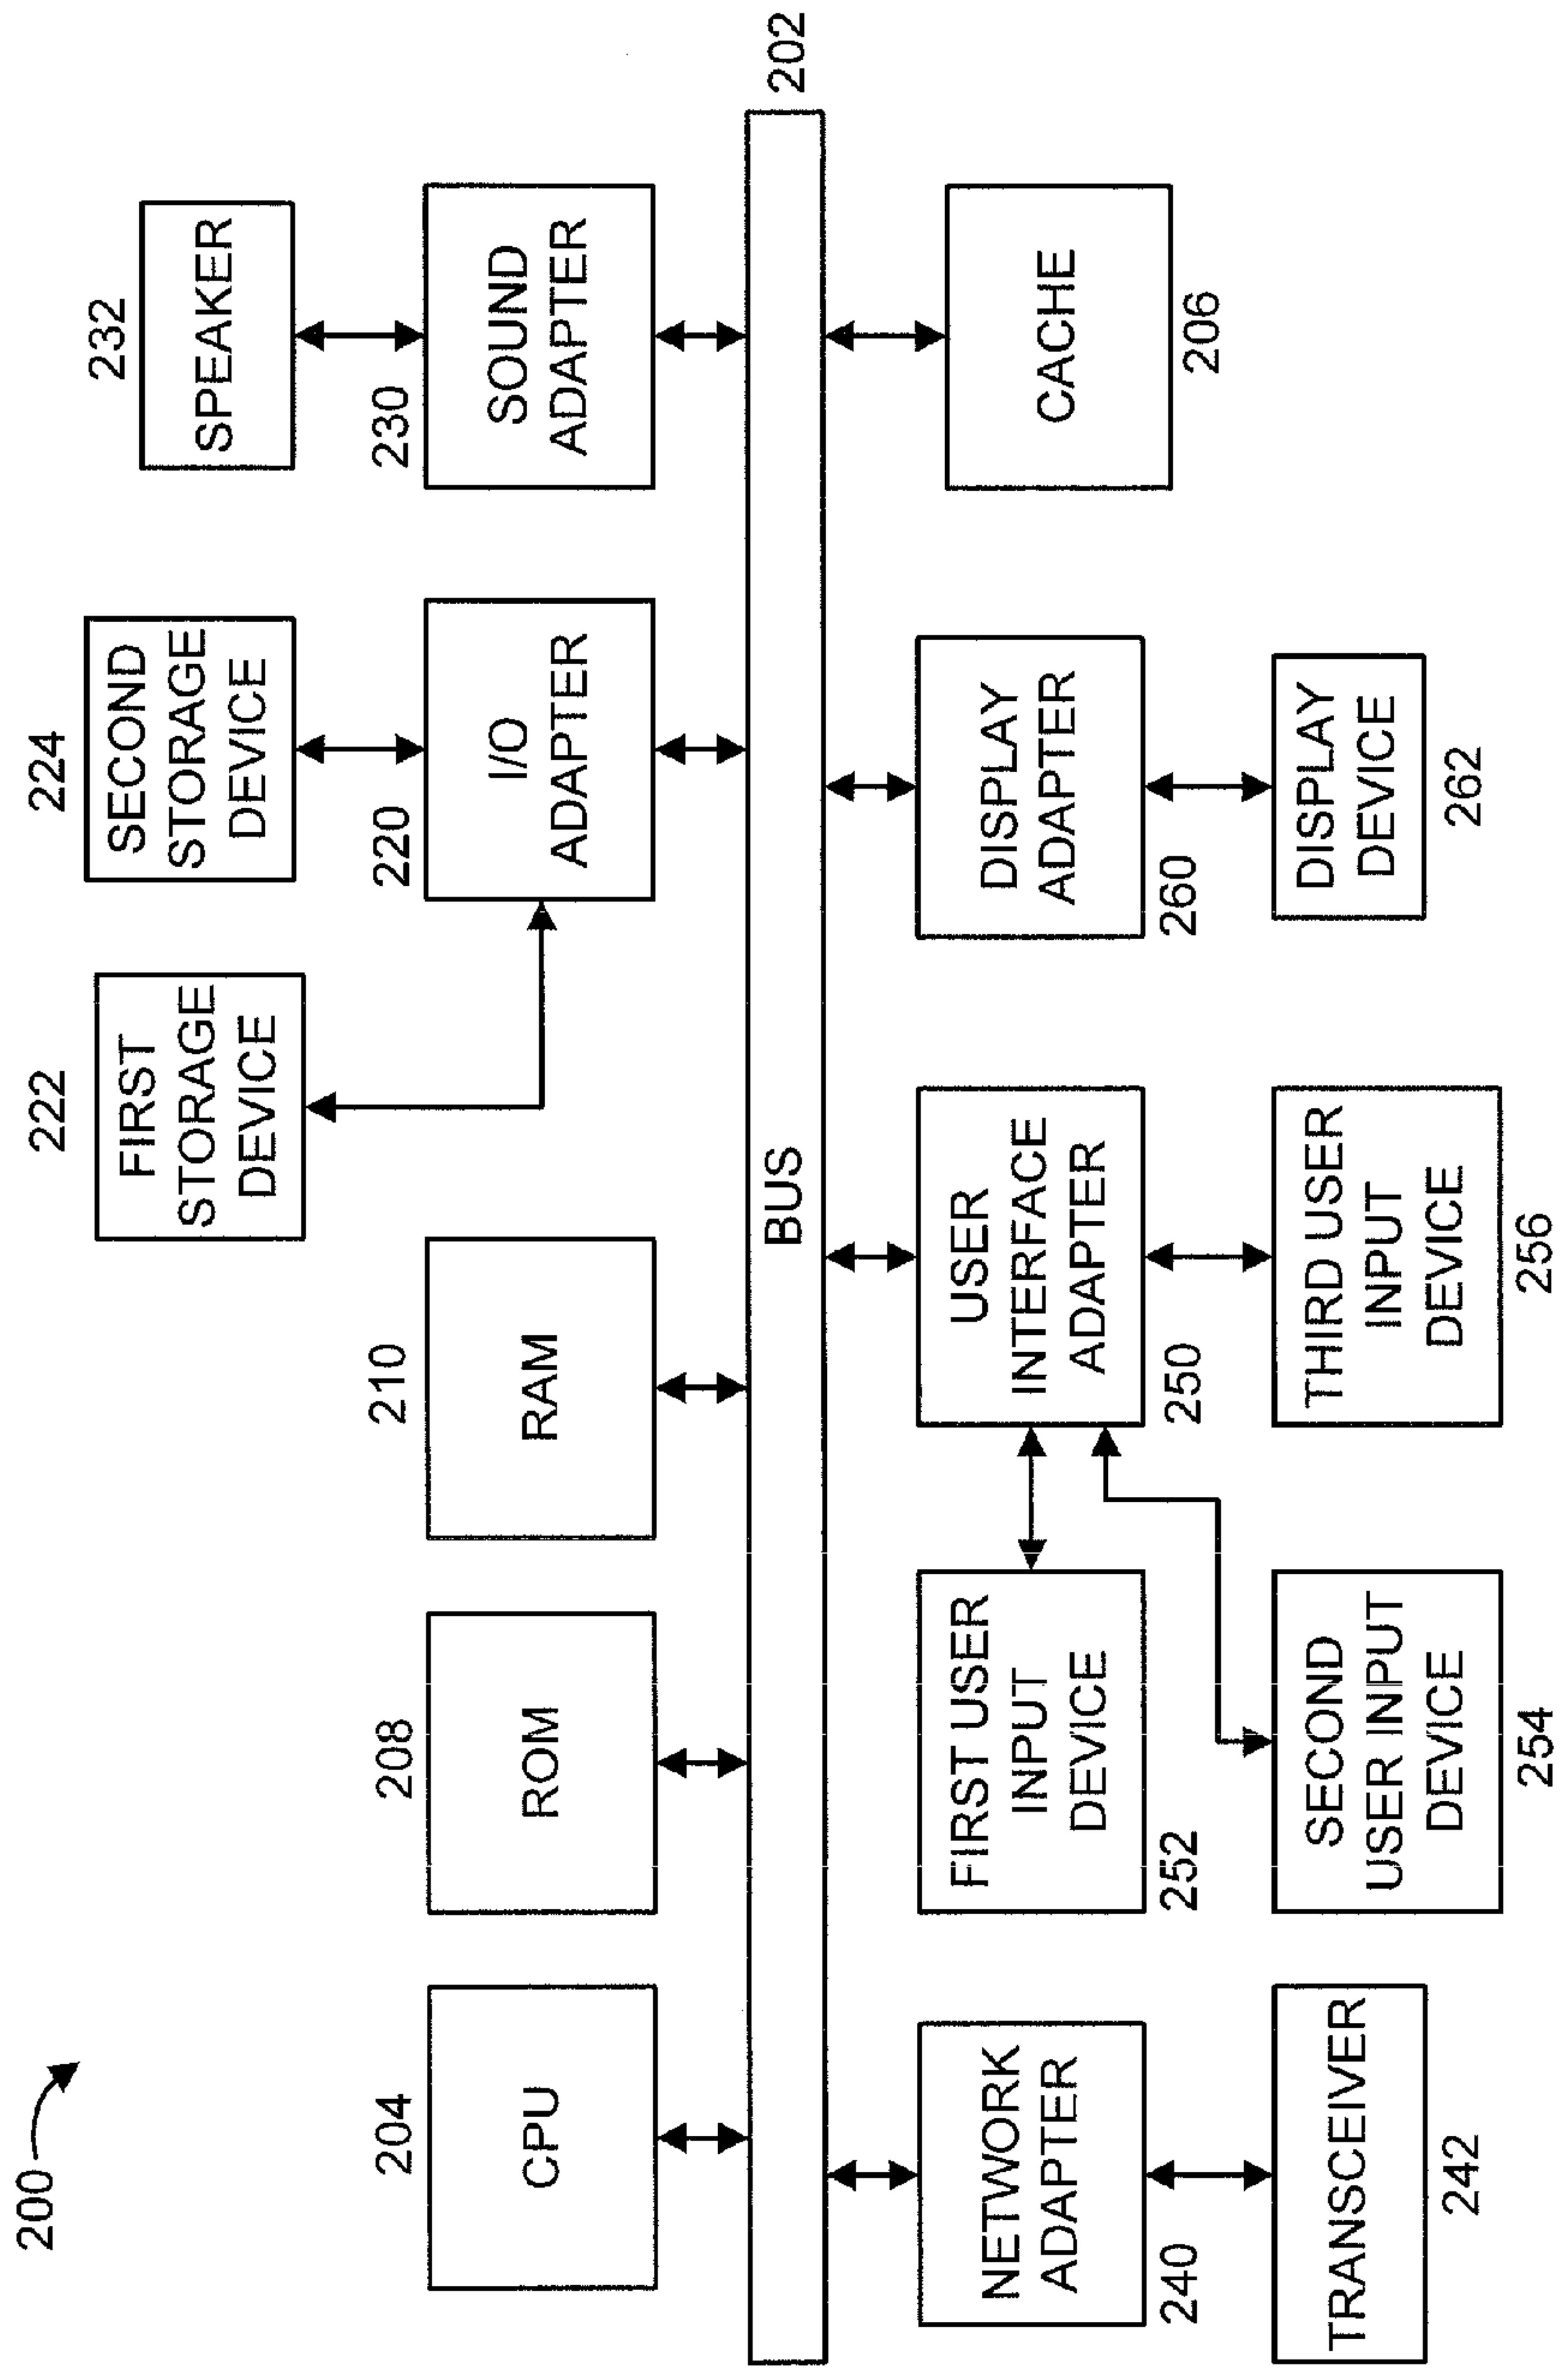 200
222
FIRST
STORAGE
DEVICE
224
SECOND
STORAGE
DEVICE
232
SPEAKER
204
CPU
208
ROM
210
RAM
220
I/O
ADAPTER
230
SOUND
ADAPTER
BUS
202
NETWORK
ADAPTER
240
FIRST USER
INPUT
DEVICE
252
USER
INTERFACE
ADAPTER
250
DISPLAY
ADAPTER
260
CACHE
206
TRANSCEIVER
242
SECOND
USER INPUT
DEVICE
254
THIRD USER
INPUT
DEVICE
256
DISPLAY
DEVICE
262